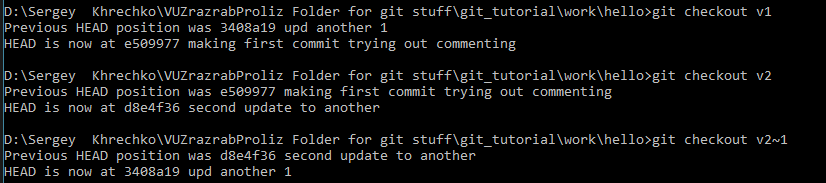 D:\Sergey  Khrechko\VUZrazrabProliz Folder for git stuff\git_tutorial\work\hello>git checkout v1
Previous HEAD position was 3408a19 upd another 1
HEAD is now at e509977 making first commit trying out commenting
D:\Sergey  Khrechko\VUZrazrabProliz Folder for git stuff\git_tutorial\work\hello>git checkout v2
Previous HEAD position was e509977 making first commit trying out commenting
HEAD is now at d8e4f36 second update to another
D:\Sergey  Khrechko\VUZrazrabProliz Folder for git stuff\git_tutorial\work\hello>git checkout v2~1
Previous HEAD position was d8e4f36 second update to another
HEAD is now at 3408a19 upd another 1